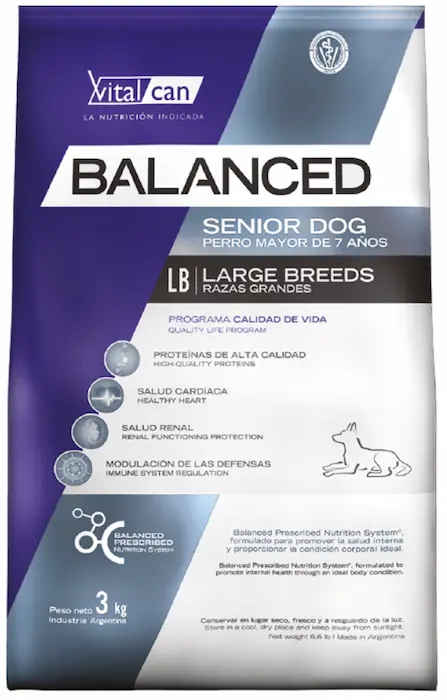 Vital can
LA NUTRICIÓN INDICADA
BALANCED
SENIOR DOG
PERRO MAYOR DE 7 AÑOS
LB | LARGE BREEDS
RAZAS GRANDES
PROGRAMA CALIDAD DE VIDA
QUALITY LIFE PROGRAM
PROTEÍNAS DE ALTA CALIDAD
HIGH-QUALITY PROTEINS
SALUD CARDIACA
HEALTHY HEART
SALUD RENAL
RENAL FUNCTIONING PROTECTION
MODULACIÓN DE LAS DEFENSAS
IMMUNE SYSTEM REGULATION
BALANCED
PRESCRIBED
NUTRITION SYSTEM
Balanced Prescribed Nutrition System®,
formulado para promover la salud interna
y proporcionar la condición corporal ideal.
Balanced Prescribed Nutrition System®, formulated to
promote internal health through an ideal body condition.
Peso neto 3 kg
Industria Argentina
Conservar en lugar seco, fresco y a resguardo de la luz.
Store in a cool, dry place and keep away from sunlight.
Net weight 6.6 lb / Made in Argentina